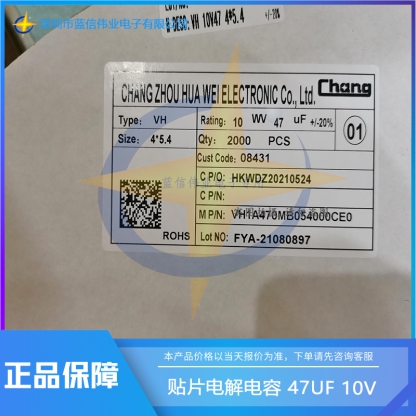 深圳市蓝信伟业电子有限公司
DESC: VH 10V47 4*5.4
+/-20%
CHANG ZHOU HUA WEI ELECTRONIC Co., Ltd.
Chang
Type: VH
Rating: 10 WV 47 uF +/-20%
01
Size: 4*5.4
Qty: 2000 PCS
Cust Code: 08431
C P/O: HKWDZ20210524
C P/N:
M P/N: VH1A470MB054000CE0
ROHS
Lot NO: FYA-21080897
本产品价格以当天报价为准，下单请先咨询客服
正品保障
贴片电解电容 47UF 10V